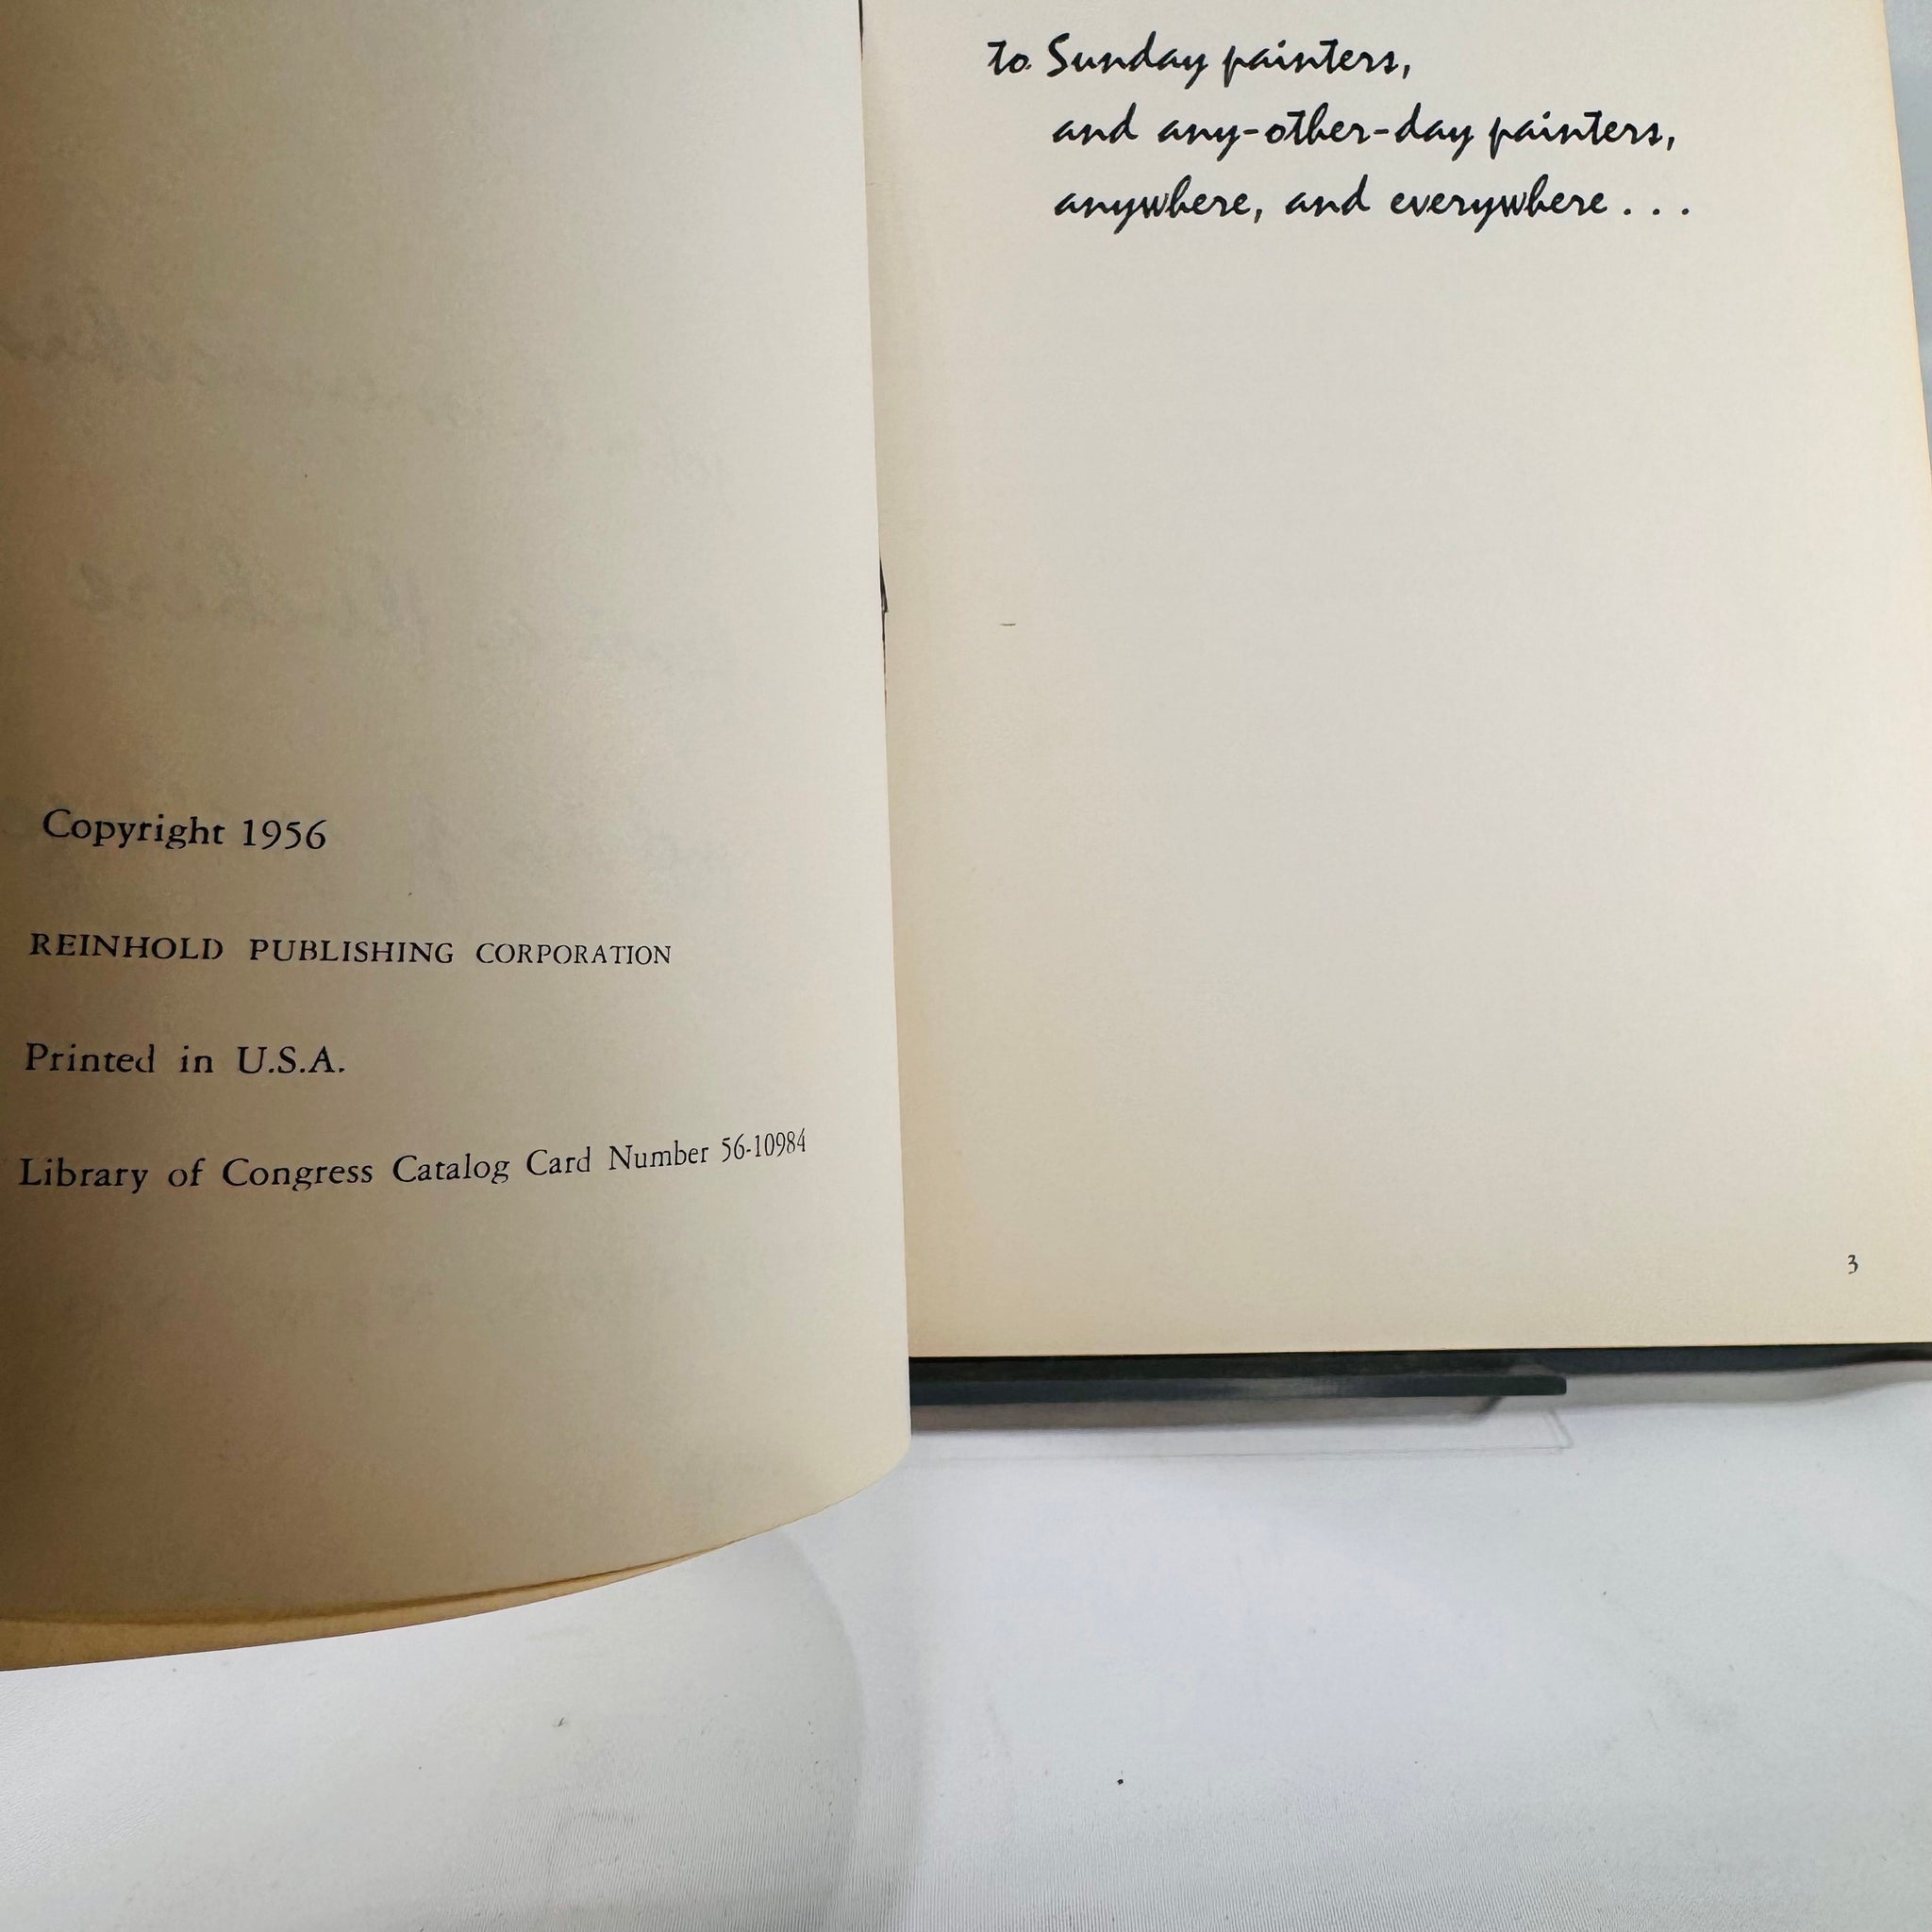 Copyright 1956
REINHOLD PUBLISHING CORPORATION
Printed in U.S.A.
Library of Congress Catalog Card Number 56-10984
to Sunday painters,
and any-other-day painters,
anywhere, and everywhere . . .
3